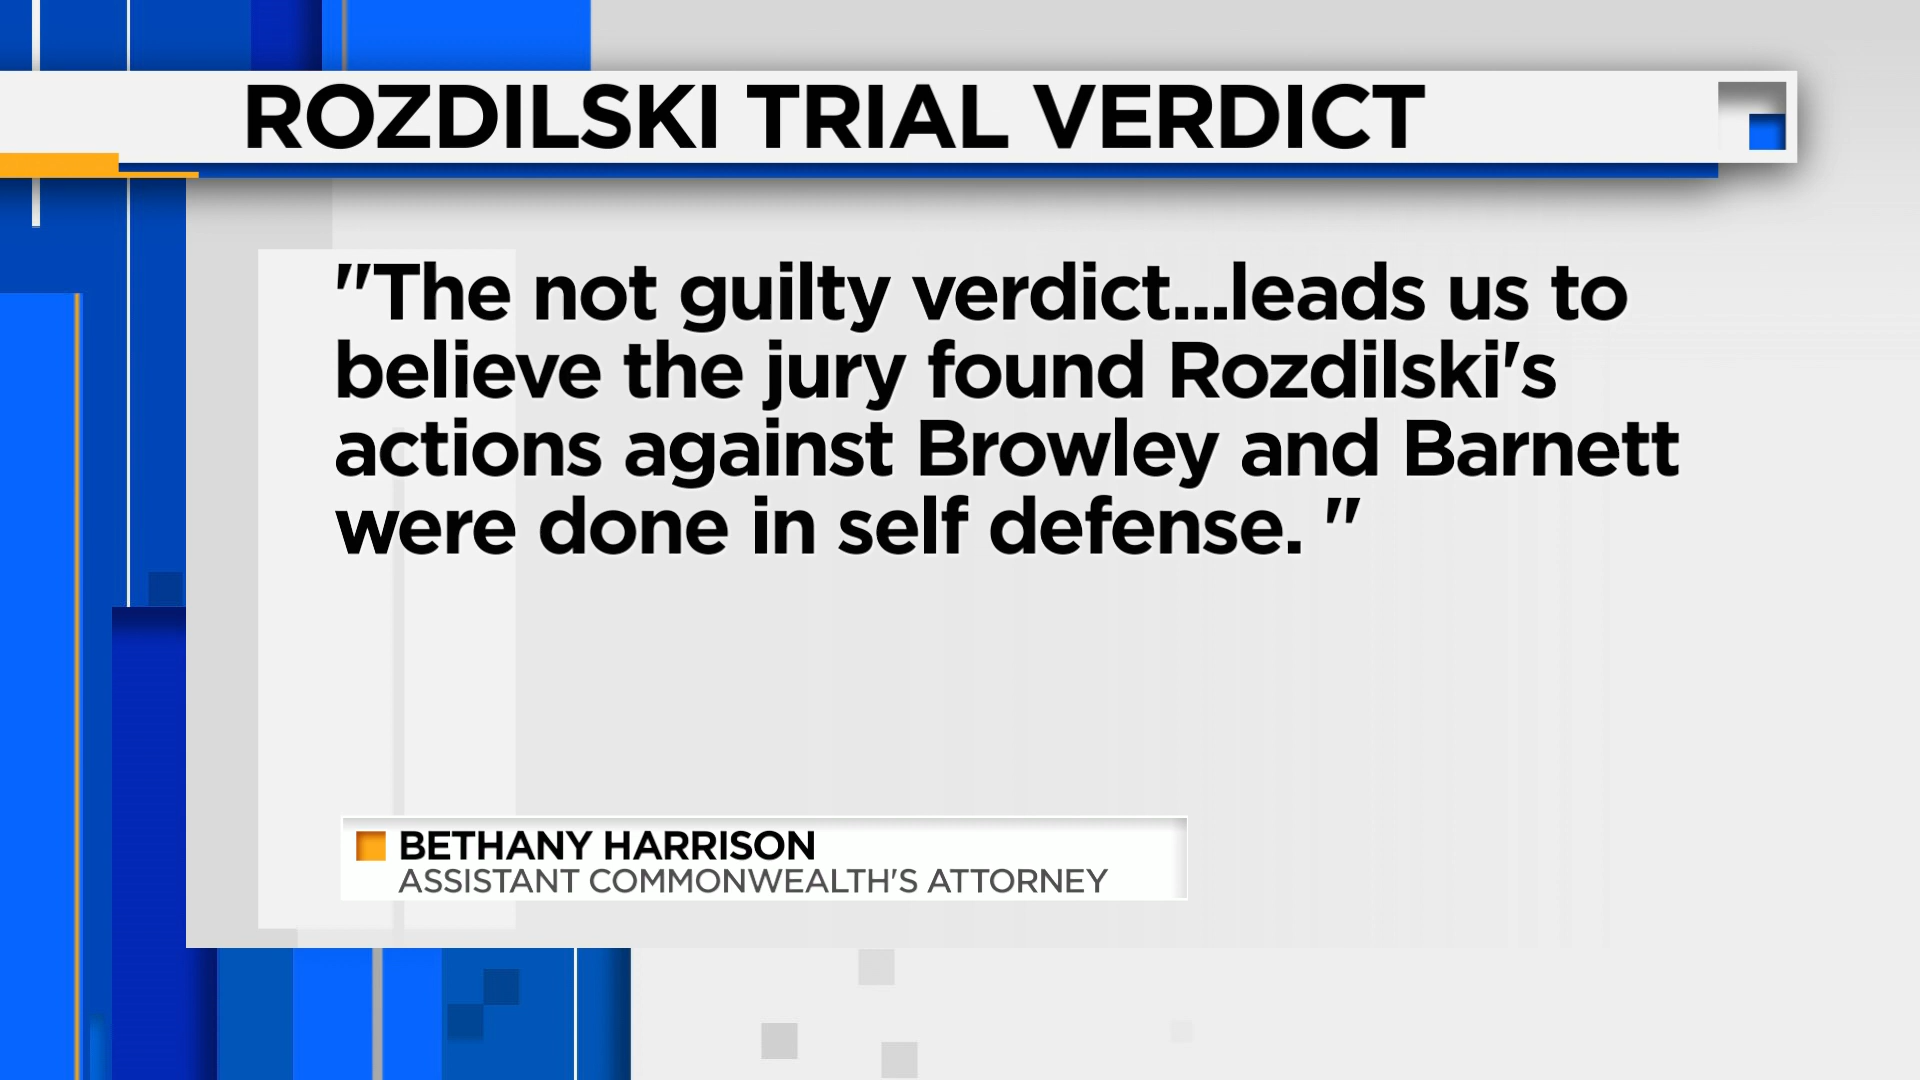 ROZDILSKI TRIAL VERDICT
"The not guilty verdict...leads us to
believe the jury found Rozdilski's
actions against Browley and Barnett
were done in self defense. "
BETHANY HARRISON
ASSISTANT COMMONWEALTH'S ATTORNEY